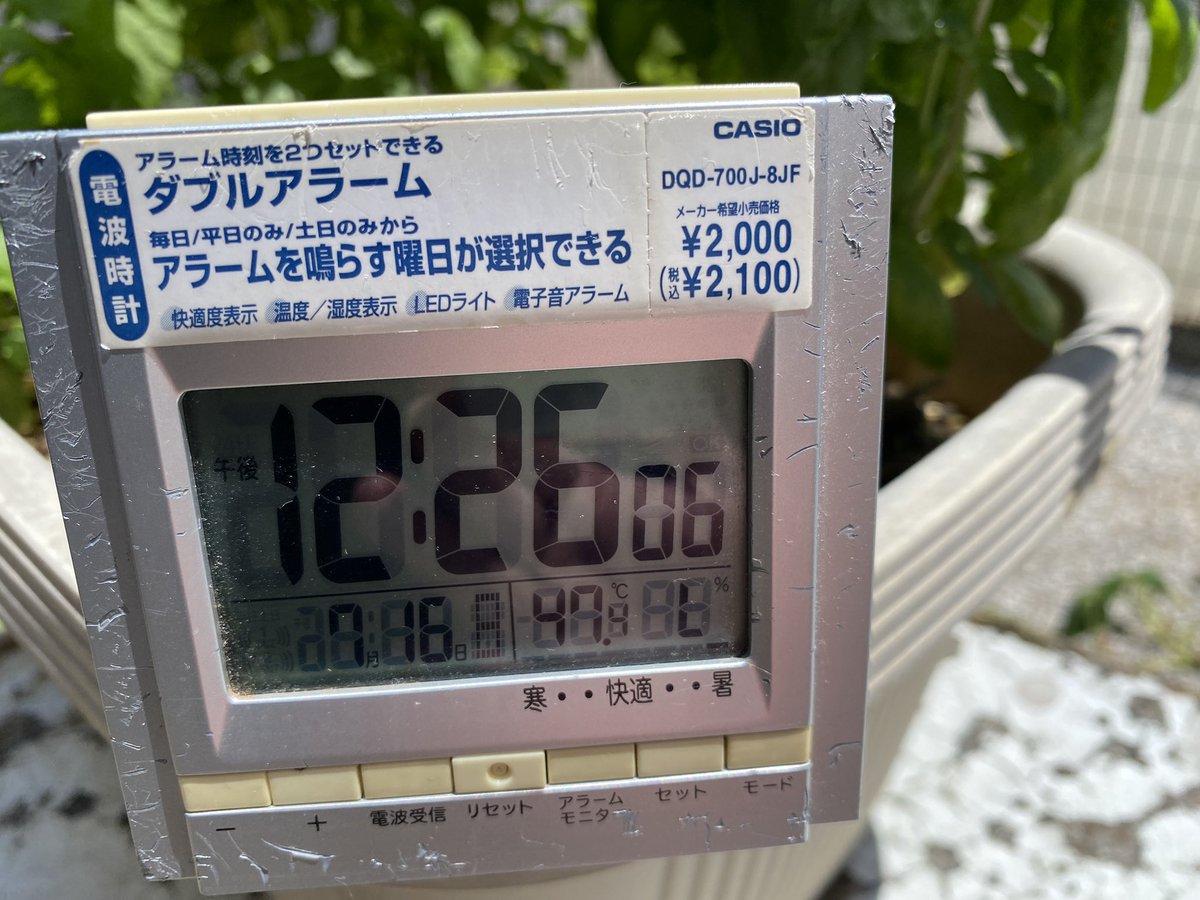 電波時計
アラーム時刻を2つセットできる
ダブルアラーム
毎日/平日のみ/土日のみから
アラームを鳴らす曜日が選択できる
快適度表示 温度/湿度表示 LEDライト 電子音アラーム
CASIO
DQD-700J-8JF
メーカー希望小売価格
¥2,000
(税込¥2,100)
午後 12:26 06
07月 16日
℃
%
寒・・快適・・暑
− + 電波受信 リセット アラームモニター セット モード